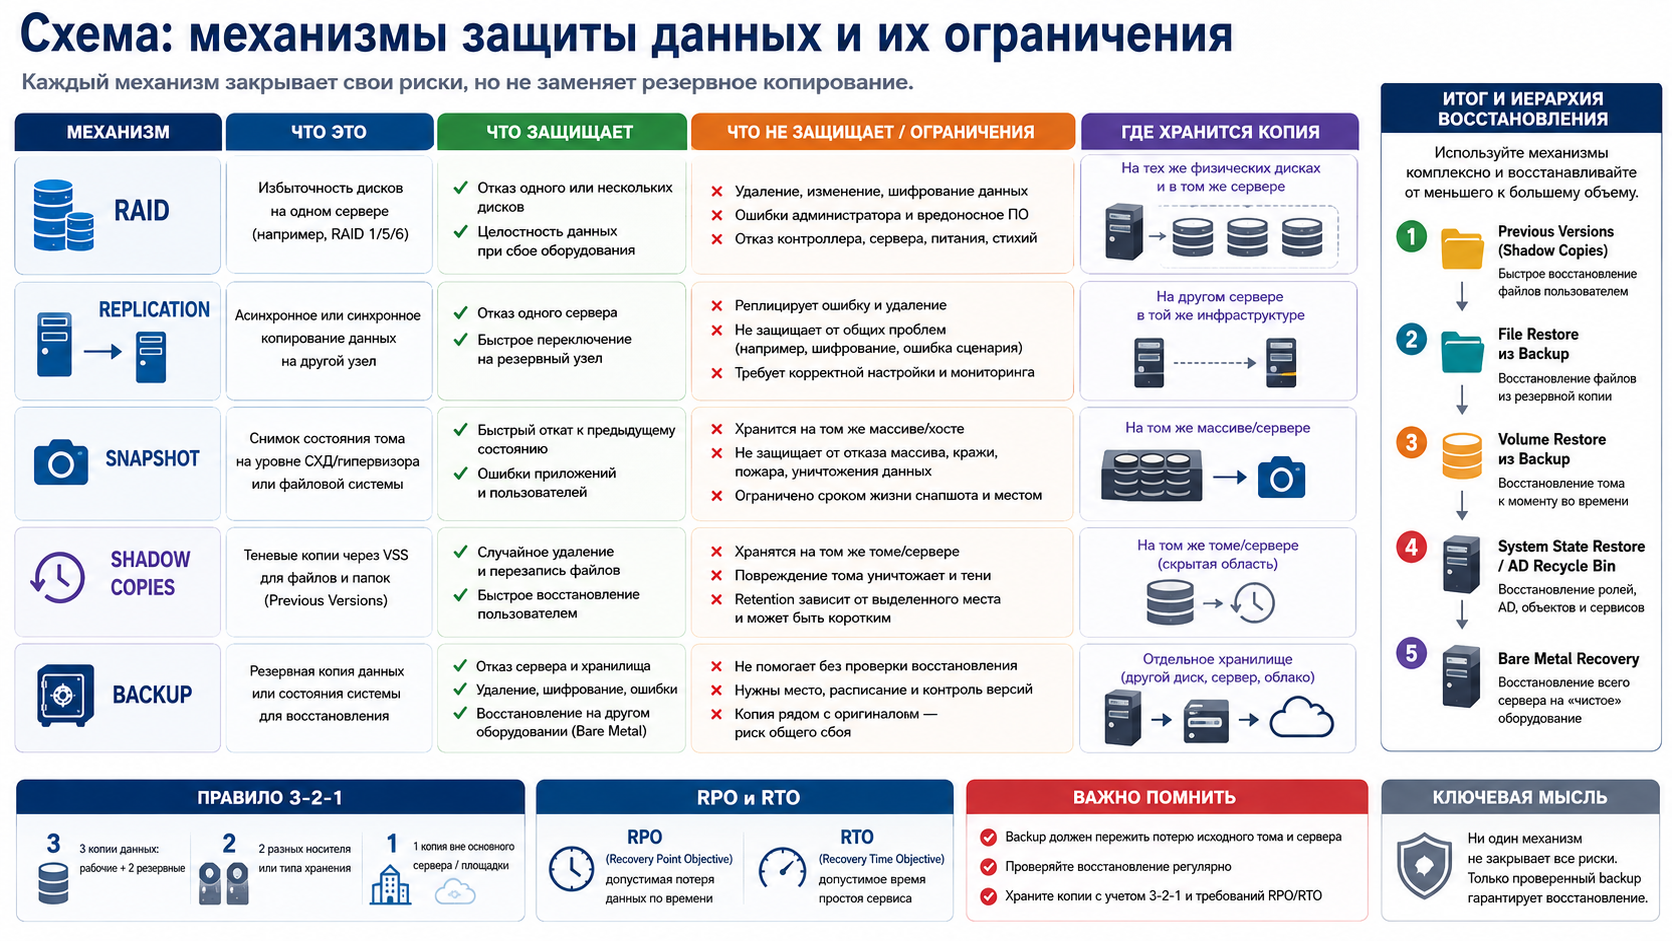 Схема: механизмы защиты данных и их ограничения
Каждый механизм закрывает свои риски, но не заменяет резервное копирование.
МЕХАНИЗМ
ЧТО ЭТО
ЧТО ЗАЩИЩАЕТ
ЧТО НЕ ЗАЩИЩАЕТ / ОГРАНИЧЕНИЯ
ГДЕ ХРАНИТСЯ КОПИЯ
RAID
Избыточность дисков
на одном сервере
(например, RAID 1/5/6)
Отказ одного или нескольких
дисков
Целостность данных
при сбое оборудования
Удаление, изменение, шифрование данных
Ошибки администратора и вредоносное ПО
Отказ контроллера, сервера, питания, стихий
На тех же физических дисках
и в том же сервере
REPLICATION
Асинхронное или синхронное
копирование данных
на другой узел
Отказ одного сервера
Быстрое переключение
на резервный узел
Реплицирует ошибку и удаление
Не защищает от общих проблем
(например, шифрование, ошибка сценария)
Требует корректной настройки и мониторинга
На другом сервере
в той же инфраструктуре
SNAPSHOT
Снимок состояния тома
на уровне СХД/гипервизора
или файловой системы
Быстрый откат к предыдущему
состоянию
Ошибки приложений
и пользователей
Хранится на том же массиве/хосте
Не защищает от отказа массива, кражи,
пожара, уничтожения данных
Ограничено сроком жизни снапшота и местом
На том же массиве/сервере
SHADOW
COPIES
Теневые копии через VSS
для файлов и папок
(Previous Versions)
Случайное удаление
и перезапись файлов
Быстрое восстановление
пользователем
Хранятся на том же томе/сервере
Повреждение тома уничтожает и тени
Retention зависит от выделенного места
и может быть коротким
На том же томе/сервере
(скрытая область)
BACKUP
Резервная копия данных
или состояния системы
для восстановления
Отказ сервера и хранилища
Удаление, шифрование, ошибки
Восстановление на другом
оборудовании (Bare Metal)
Не помогает без проверки восстановления
Нужны место, расписание и контроль версий
Копия рядом с оригиналом —
риск общего сбоя
Отдельное хранилище
(другой диск, сервер, облако)
ИТОГ И ИЕРАРХИЯ
ВОССТАНОВЛЕНИЯ
Используйте механизмы
комплексно и восстанавливайте
от меньшего к большему объему.
1
Previous Versions
(Shadow Copies)
Быстрое восстановление
файлов пользователем
2
File Restore
из Backup
Восстановление файлов
из резервной копии
3
Volume Restore
из Backup
Восстановление тома
к моменту во времени
4
System State Restore
/ AD Recycle Bin
Восстановление ролей,
AD, объектов и сервисов
5
Bare Metal Recovery
Восстановление всего
сервера на «чистое»
оборудование
ПРАВИЛО 3-2-1
3
3 копии данных:
рабочие + 2 резервные
2
2 разных носителя
или типа хранения
1
1 копия вне основного
сервера / площадки
RPO и RTO
RPO
(Recovery Point Objective)
допустимая потеря
данных по времени
RTO
(Recovery Time Objective)
допустимое время
простоя сервиса
ВАЖНО ПОМНИТЬ
Backup должен пережить потерю исходного тома и сервера
Проверяйте восстановление регулярно
Храните копии с учетом 3-2-1 и требований RPO/RTO
КЛЮЧЕВАЯ МЫСЛЬ
Ни один механизм
не закрывает все риски.
Только проверенный backup
гарантирует восстановление.